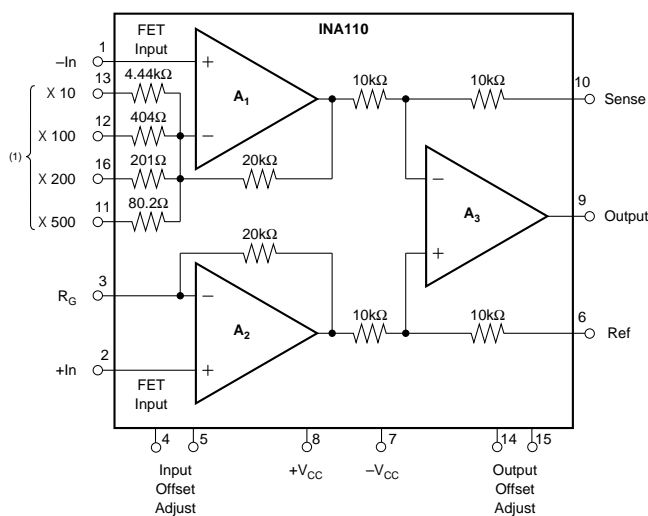 INA110
FET
Input
1
–In
13
4.44kΩ
X 10
12
404Ω
X 100
(1)
16
201Ω
X 200
11
80.2Ω
X 500
+
A1
–
20kΩ
10kΩ
10kΩ
10
Sense
–
A3
+
9
Output
20kΩ
3
RG
–
A2
+
10kΩ
10kΩ
6
Ref
2
+In
FET
Input
4
5
8
7
14
15
Input
Offset
Adjust
+VCC
–VCC
Output
Offset
Adjust